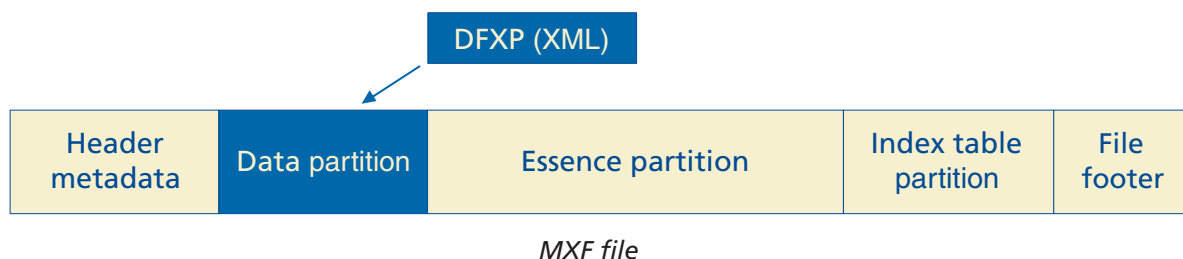 DFXP (XML)
Header
metadata
Data partition
Essence partition
Index table
partition
File
footer
MXF file